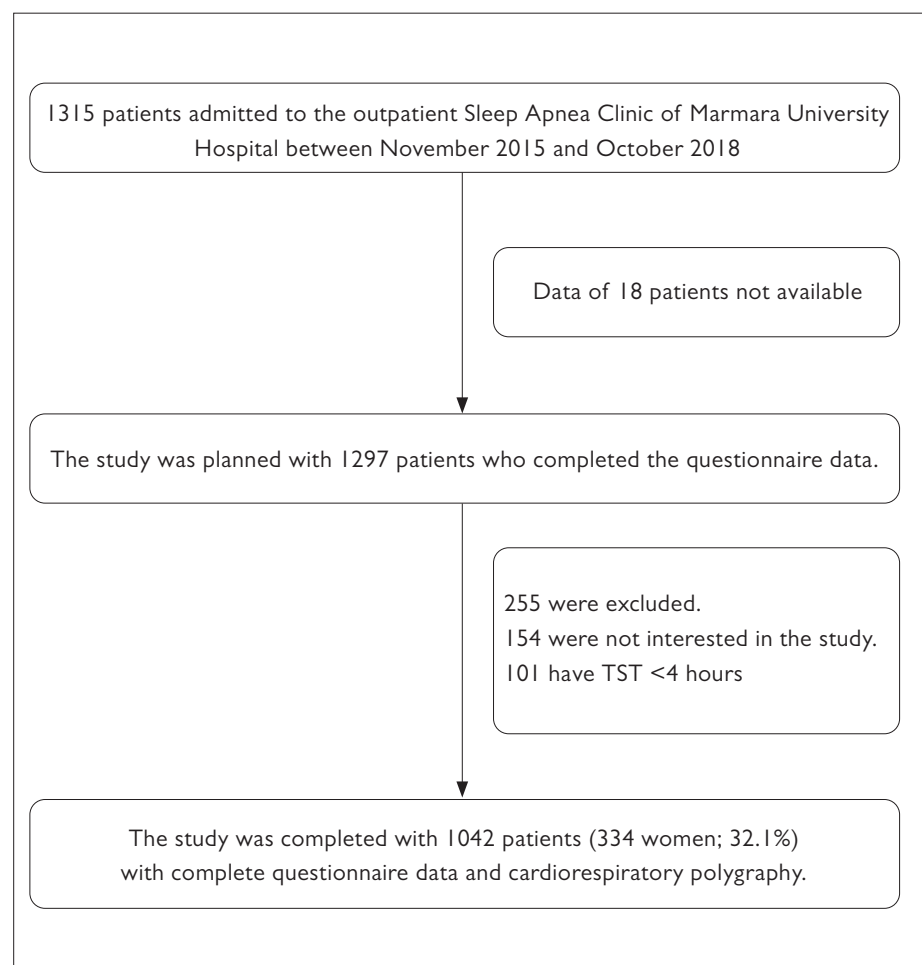 1315 patients admitted to the outpatient Sleep Apnea Clinic of Marmara University
Hospital between November 2015 and October 2018
Data of 18 patients not available
The study was planned with 1297 patients who completed the questionnaire data.
255 were excluded.
154 were not interested in the study.
101 have TST <4 hours
The study was completed with 1042 patients (334 women; 32.1%)
with complete questionnaire data and cardiorespiratory polygraphy.